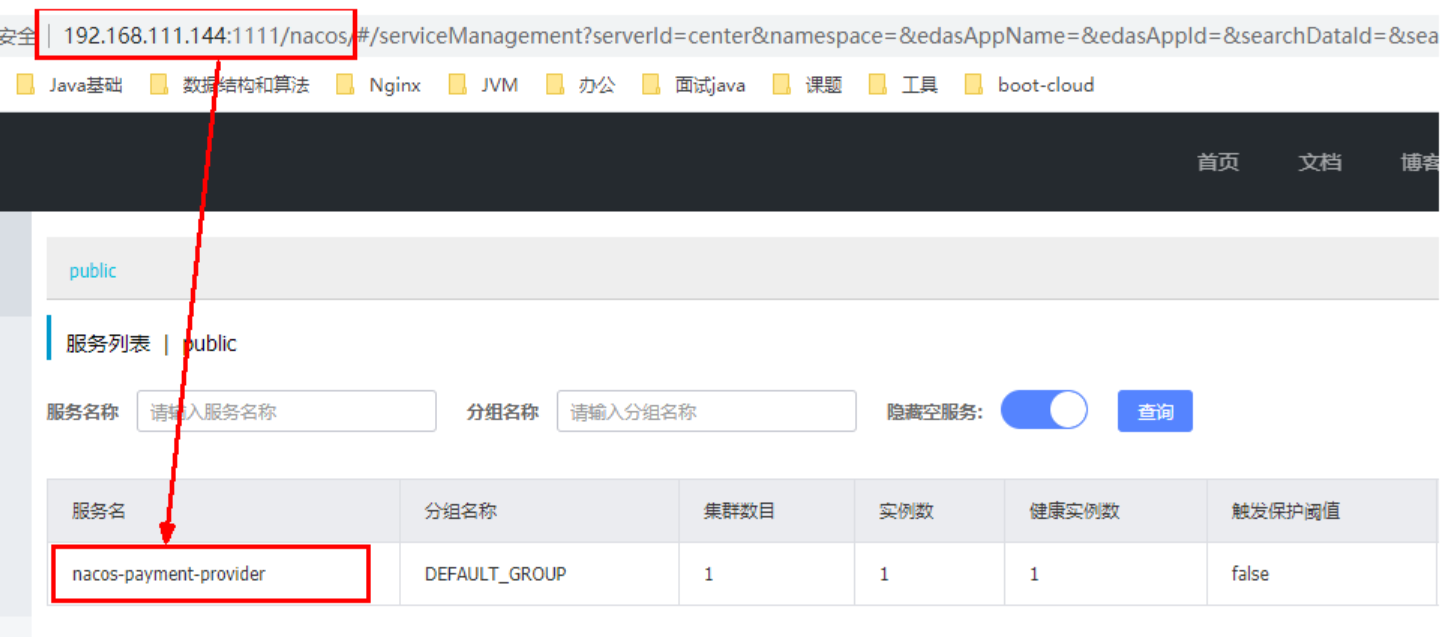 安全 | 192.168.111.144:1111/nacos/#/serviceManagement?serverId=center&namespace=&edasAppName=&edasAppId=&searchDataId=&sea
Java基础 数据结构和算法 Nginx JVM 办公 面试java 课题 工具 boot-cloud
首页 文档 博客
public
服务列表 | public
服务名称 请输入服务名称 分组名称 请输入分组名称 隐藏空服务: 查询
服务名 分组名称 集群数目 实例数 健康实例数 触发保护阈值
nacos-payment-provider DEFAULT_GROUP 1 1 1 false